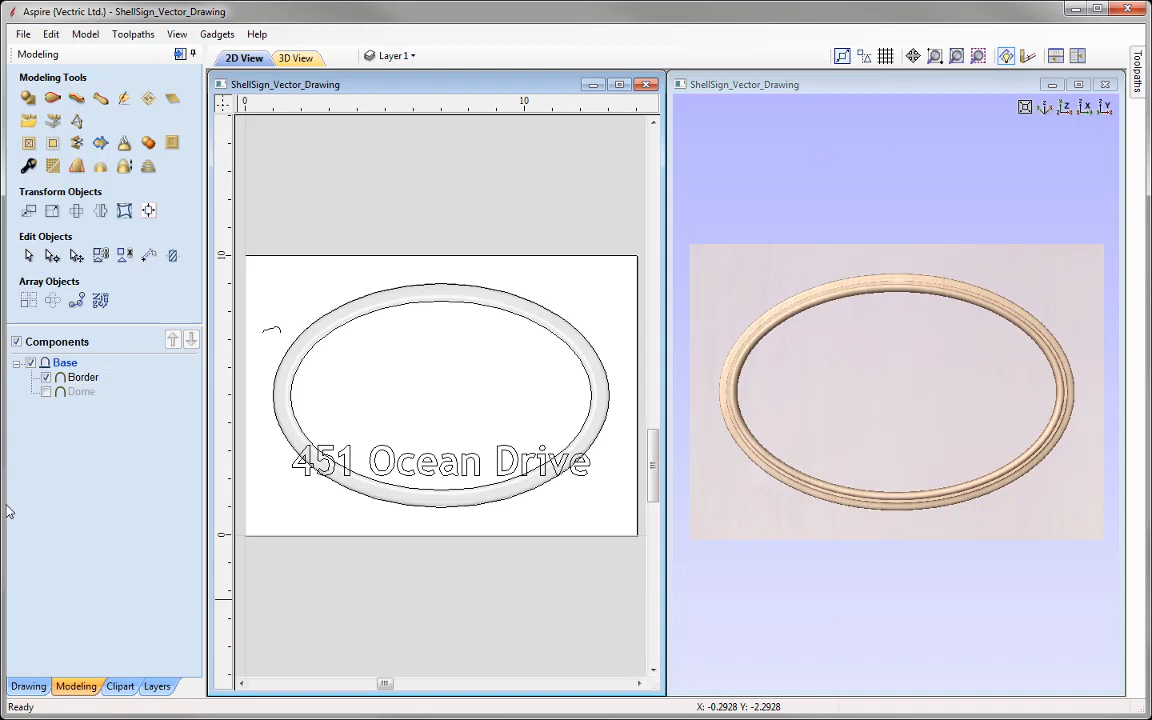 Aspire {Vectric Ltd.} - ShellSign_Vector_Drawing
File Edit Model Toolpaths View Gadgets Help
Modeling
2D View 3D View Layer 1
Toolpaths
Modeling Tools
Transform Objects
Edit Objects
Array Objects
Components
Base
Border
Dome
ShellSign_Vector_Drawing
0 10
10
0
451 Ocean Drive
ShellSign_Vector_Drawing
Z X Y
Drawing Modeling Clipart Layers
Ready
X: -0.2928 Y: -2.2928